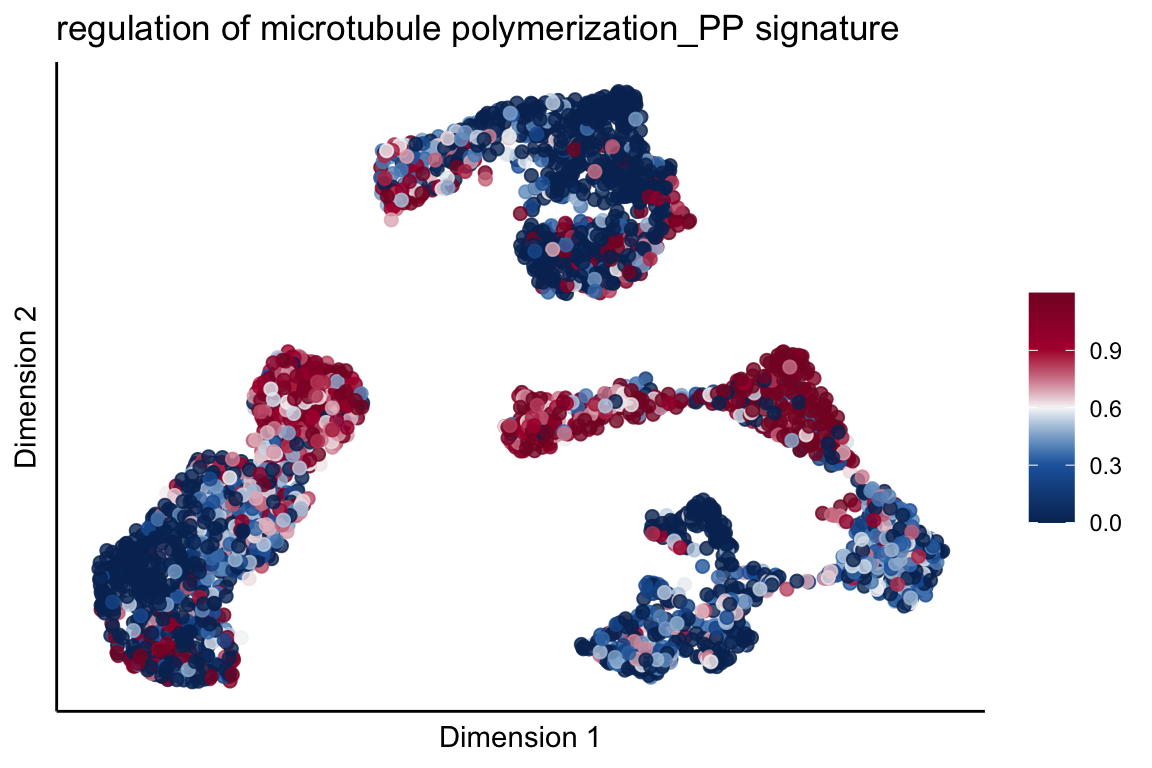 regulation of microtubule polymerization_PP signature
Dimension 2
0.9
0.6
0.3
0.0
Dimension 1